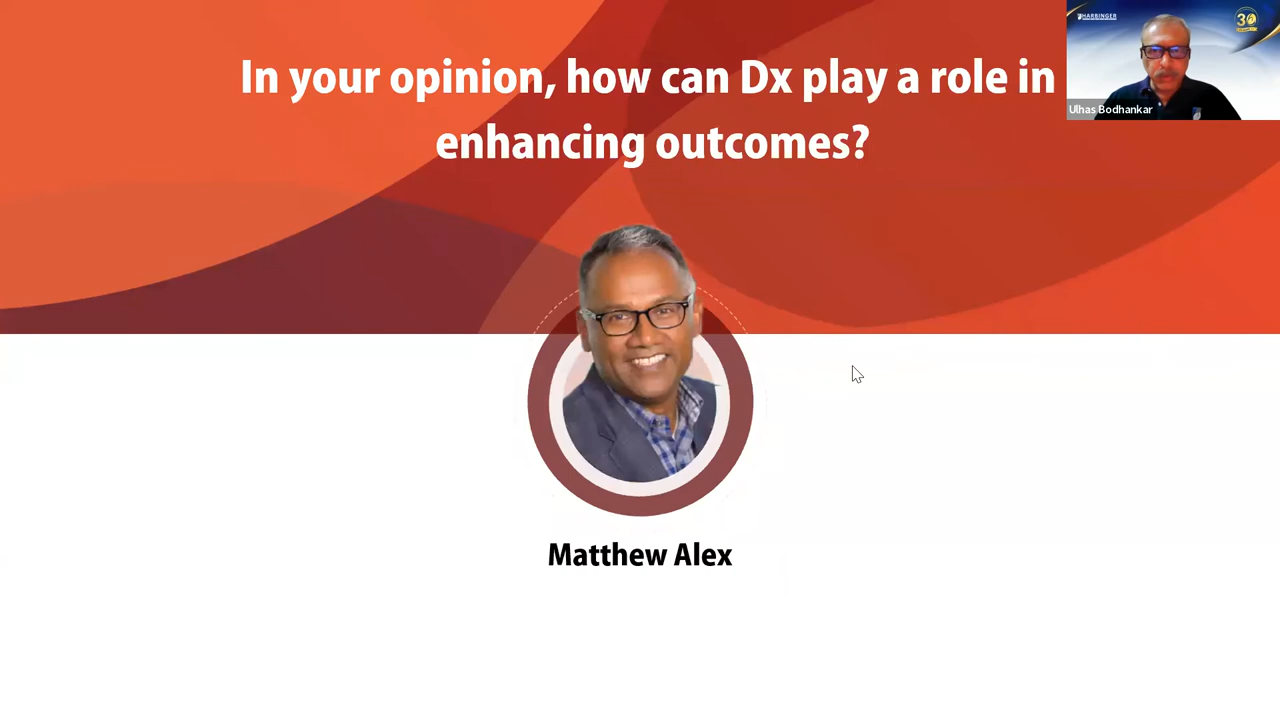 In your opinion, how can Dx play a role in
enhancing outcomes?
HARBINGER
30
Ulhas Bodhankar
Matthew Alex